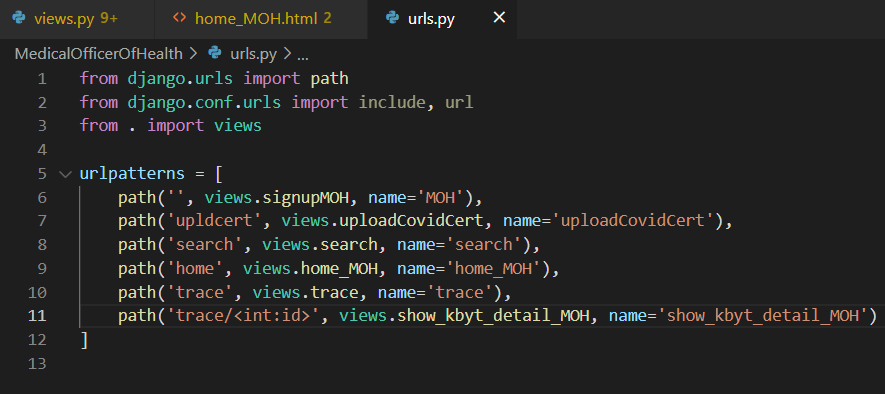 views.py 9+ home_MOH.html 2 urls.py ×
MedicalOfficerOfHealth > urls.py > ...
1 from django.urls import path
2 from django.conf.urls import include, url
3 from . import views
4
5 urlpatterns = [
6     path('', views.signupMOH, name='MOH'),
7     path('upldcert', views.uploadCovidCert, name='uploadCovidCert'),
8     path('search', views.search, name='search'),
9     path('home', views.home_MOH, name='home_MOH'),
10     path('trace', views.trace, name='trace'),
11     path('trace/<int:id>', views.show_kbyt_detail_MOH, name='show_kbyt_detail_MOH')
12 ]
13